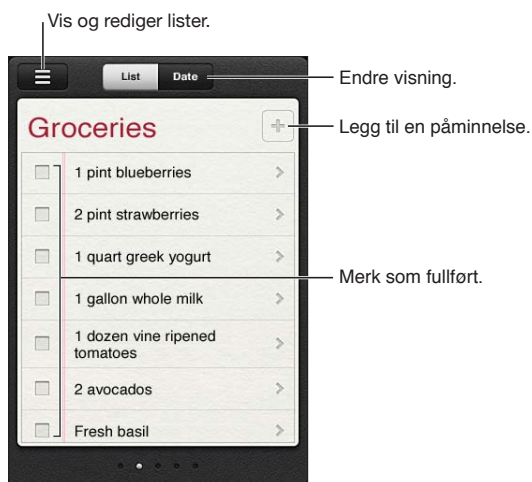 Vis og rediger lister.
List Date
Endre visning.
Groceries
Legg til en påminnelse.
1 pint blueberries
2 pint strawberries
1 quart greek yogurt
Merk som fullført.
1 gallon whole milk
1 dozen vine ripened
tomatoes
2 avocados
Fresh basil